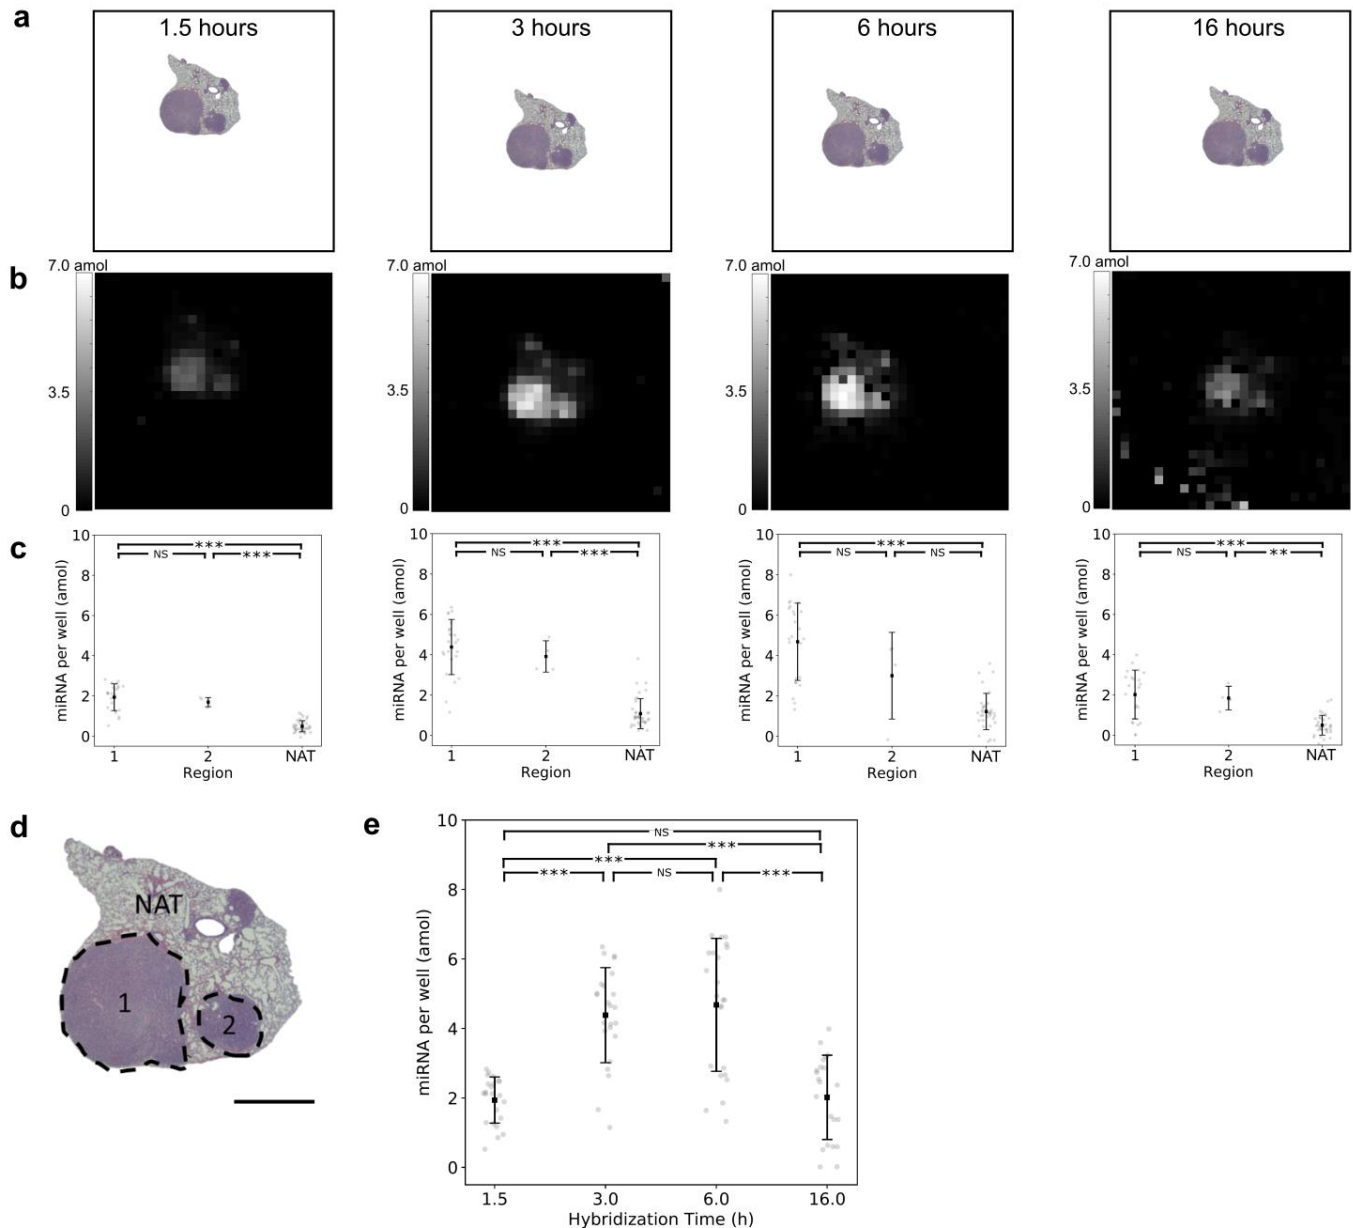 a
1.5 hours
3 hours
6 hours
16 hours
b
7.0 amol
3.5
0
7.0 amol
3.5
0
7.0 amol
3.5
0
7.0 amol
3.5
0
c
miRNA per well (amol)
10
8
6
4
2
0
***
NS
***
1
2
NAT
Region
miRNA per well (amol)
10
8
6
4
2
0
***
NS
***
1
2
NAT
Region
miRNA per well (amol)
10
8
6
4
2
0
***
NS
NS
1
2
NAT
Region
miRNA per well (amol)
10
8
6
4
2
0
***
NS
**
1
2
NAT
Region
d
NAT
1
2
e
miRNA per well (amol)
10
8
6
4
2
0
NS
***
***
***
NS
***
1.5
3.0
6.0
16.0
Hybridization Time (h)